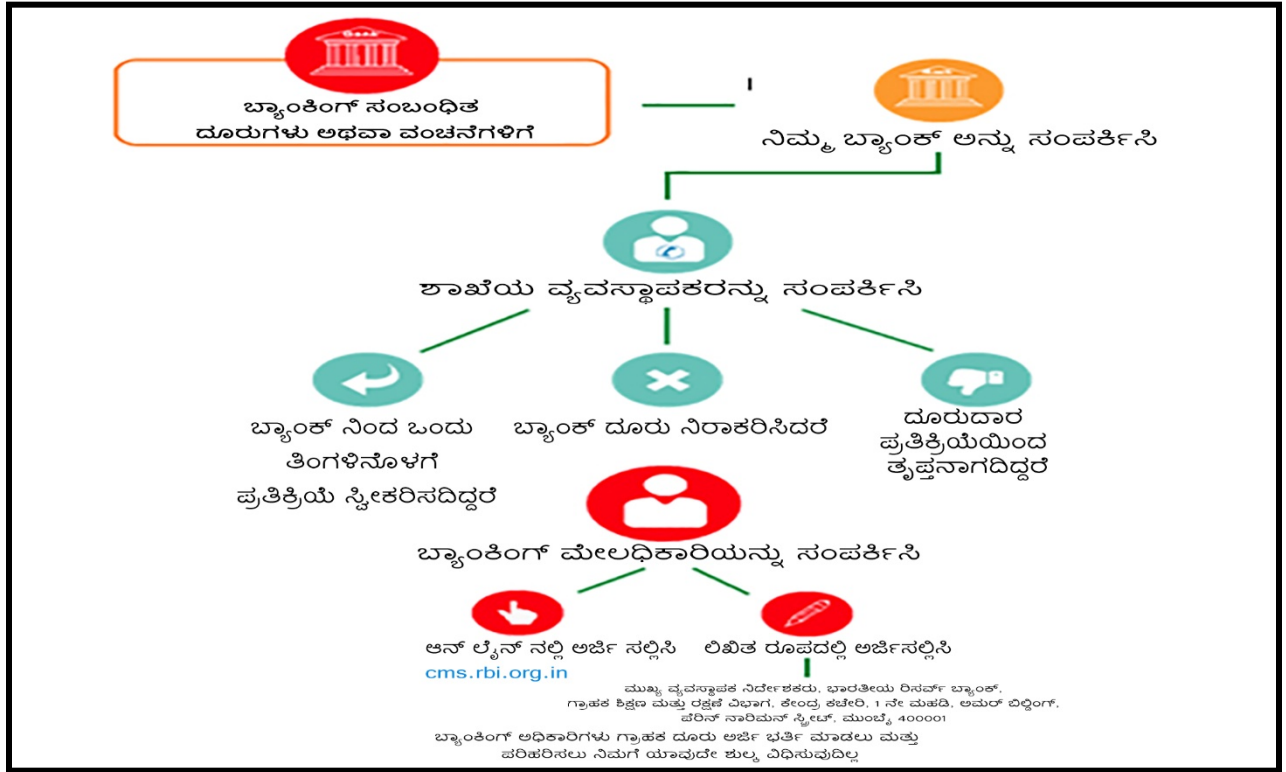 ಬ್ಯಾಂಕಿಂಗ್ ಸಂಬಂಧಿತ
ದೂರುಗಳು ಅಥವಾ ವಂಚನೆಗಳಿಗೆ
ನಿಮ್ಮ ಬ್ಯಾಂಕ್ ಅನ್ನು ಸಂಪರ್ಕಿಸಿ
ಶಾಖೆಯ ವ್ಯವಸ್ಥಾಪಕರನ್ನು ಸಂಪರ್ಕಿಸಿ
ಬ್ಯಾಂಕ್ ನಿಂದ ಒಂದು
ತಿಂಗಳಿನೊಳಗೆ
ಪ್ರತಿಕ್ರಿಯೆ ಸ್ವೀಕರಿಸದಿದ್ದರೆ
ಬ್ಯಾಂಕ್ ದೂರು ನಿರಾಕರಿಸಿದರೆ
ದೂರುದಾರ
ಪ್ರತಿಕ್ರಿಯೆಯಿಂದ
ತೃಪ್ತನಾಗದಿದ್ದರೆ
ಬ್ಯಾಂಕಿಂಗ್ ಮೇಲಧಿಕಾರಿಯನ್ನು ಸಂಪರ್ಕಿಸಿ
ಆನ್ ಲೈನ್ ನಲ್ಲಿ ಅರ್ಜಿ ಸಲ್ಲಿಸಿ
cms.rbi.org.in
ಲಿಖಿತ ರೂಪದಲ್ಲಿ ಅರ್ಜಿಸಲ್ಲಿಸಿ
ಮುಖ್ಯ ವ್ಯವಸ್ಥಾಪಕ ನಿರ್ದೇಶಕರು, ಭಾರತೀಯ ರಿಸರ್ವ್ ಬ್ಯಾಂಕ್,
ಗ್ರಾಹಕ ಶಿಕ್ಷಣ ಮತ್ತು ರಕ್ಷಣೆ ವಿಭಾಗ, ಕೇಂದ್ರ ಕಚೇರಿ, 1 ನೇ ಮಹಡಿ, ಅಮರ್ ಬಿಲ್ಡಿಂಗ್,
ಪೆರಿನ್ ನಾರಿಮನ್ ಸ್ಟ್ರೀಟ್, ಮುಂಬೈ 400001
ಬ್ಯಾಂಕಿಂಗ್ ಅಧಿಕಾರಿಗಳು ಗ್ರಾಹಕ ದೂರು ಅರ್ಜಿ ಭರ್ತಿ ಮಾಡಲು ಮತ್ತು
ಪರಿಹರಿಸಲು ನಿಮಗೆ ಯಾವುದೇ ಶುಲ್ಕ ವಿಧಿಸುವುದಿಲ್ಲ